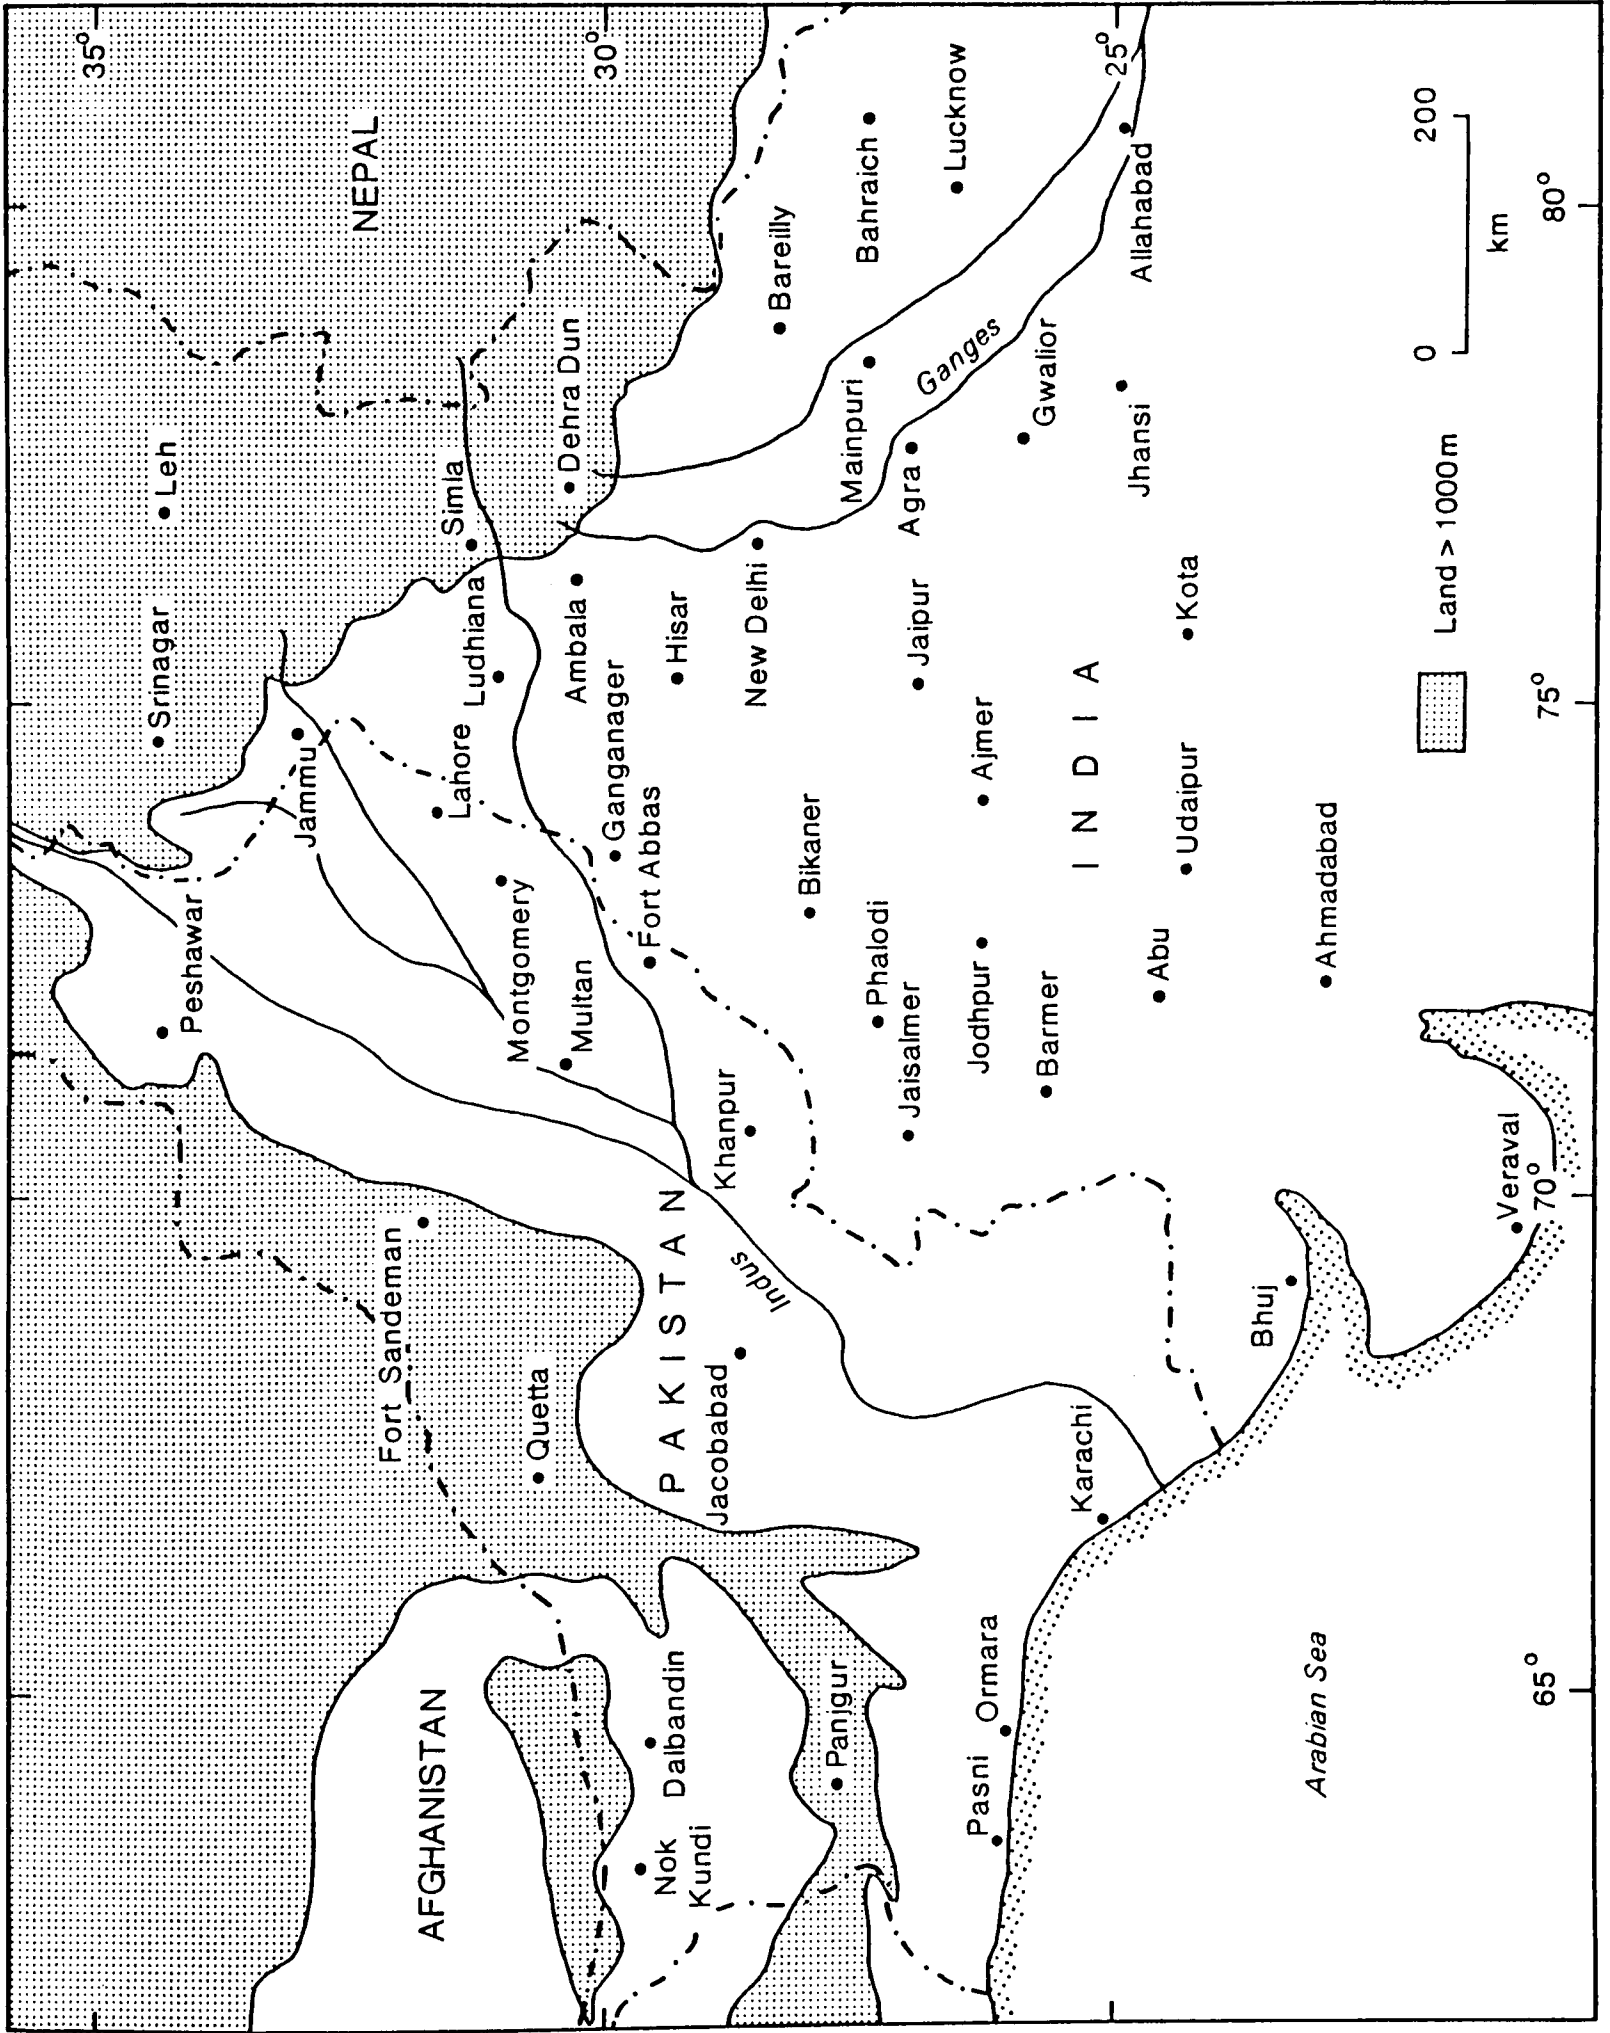 35°
30°
25°
NEPAL
Leh
Srinagar
Simla
Dehra Dun
Bareilly
Bahraich
Lucknow
Allahabad
Ganges
Mainpuri
Agra
Gwalior
Jhansi
Ludhiana
Ambala
Hisar
New Delhi
Jaipur
Kota
Jammu
Lahore
Ganganager
Fort Abbas
Bikaner
Ajmer
INDIA
Udaipur
Peshawar
Montgomery
Multan
Phalodi
Jaisalmer
Jodhpur
Barmer
Abu
Ahmadabad
Khanpur
PAKISTAN
Indus
Fort Sandeman
Quetta
Jacobabad
Karachi
Bhuj
Veraval
AFGHANISTAN
Dalbandin
Nok
Kundi
Panjgur
Ormara
Pasni
Arabian Sea
0 200
km
Land > 1000m
65°
70°
75°
80°